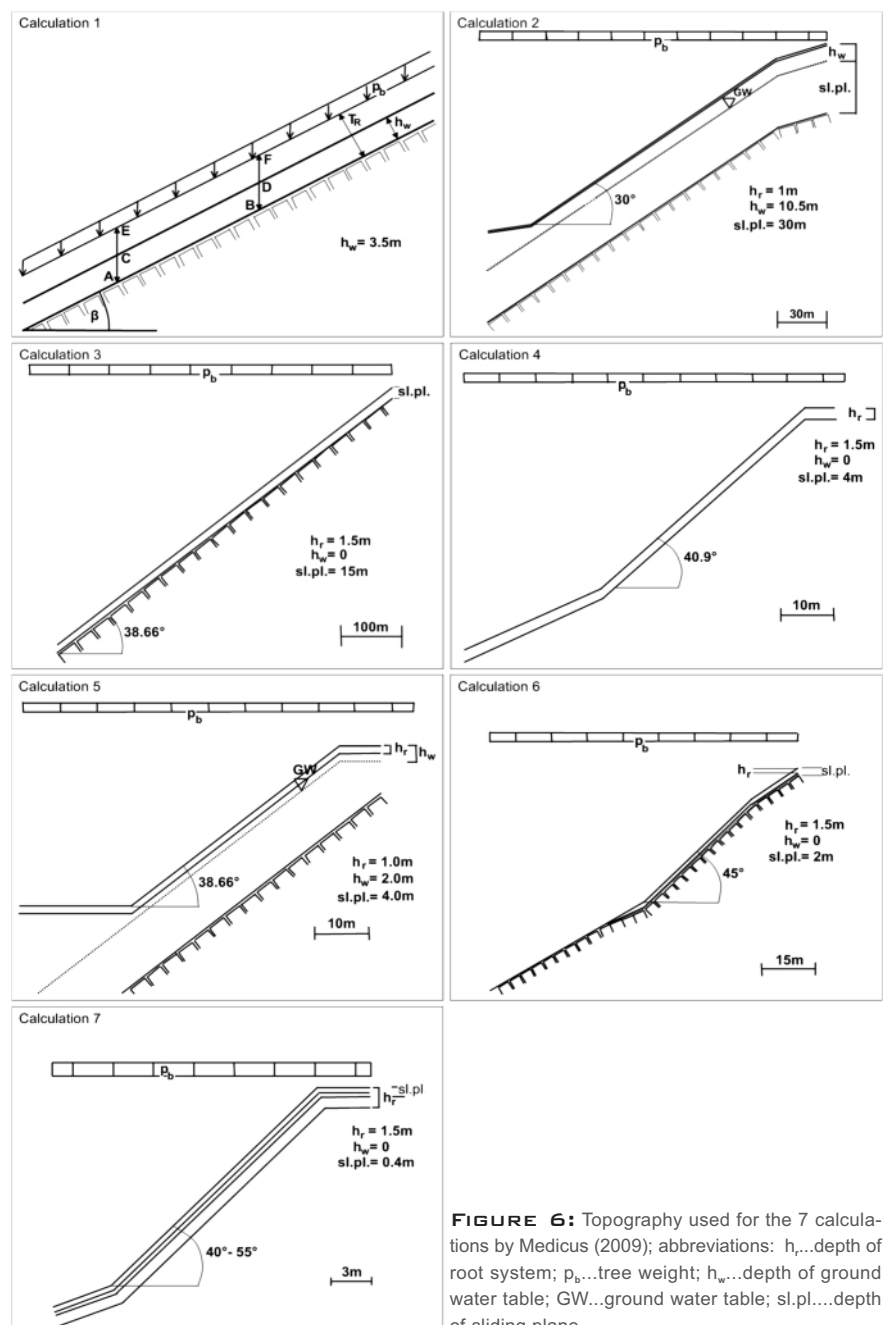 Calculation 1
p_b
T_R
h_w
F
D
B
E
C
A
h_w= 3.5m
β
Calculation 2
p_b
h_w
sl.pl.
GW
30°
h_r = 1m
h_w= 10.5m
sl.pl.= 30m
30m
Calculation 3
p_b
sl.pl.
h_r = 1.5m
h_w= 0
sl.pl.= 15m
38.66°
100m
Calculation 4
p_b
h_r
h_r = 1.5m
h_w= 0
sl.pl.= 4m
40.9°
10m
Calculation 5
p_b
h_r
h_w
GW
38.66°
h_r = 1.0m
h_w= 2.0m
sl.pl.= 4.0m
10m
Calculation 6
p_b
h_r
sl.pl.
h_r = 1.5m
h_w= 0
sl.pl.= 2m
45°
15m
Calculation 7
p_b
sl.pl
h_r
h_r = 1.5m
h_w= 0
sl.pl.= 0.4m
40°- 55°
3m
FIGURE 6: Topography used for the 7 calcula-
tions by Medicus (2009); abbreviations: h_r...depth of
root system; p_b...tree weight; h_w...depth of ground
water table; GW...ground water table; sl.pl....depth
of sliding plane